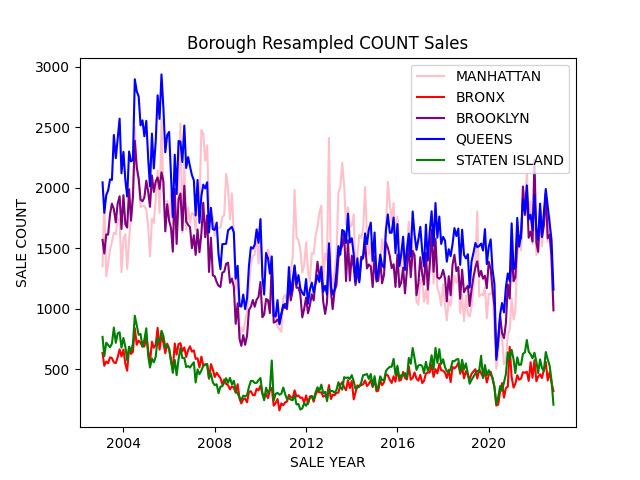 Borough Resampled COUNT Sales
MANHATTAN
BRONX
BROOKLYN
QUEENS
STATEN ISLAND
3000
2500
2000
1500
1000
500
SALE COUNT
2004
2008
2012
2016
2020
SALE YEAR